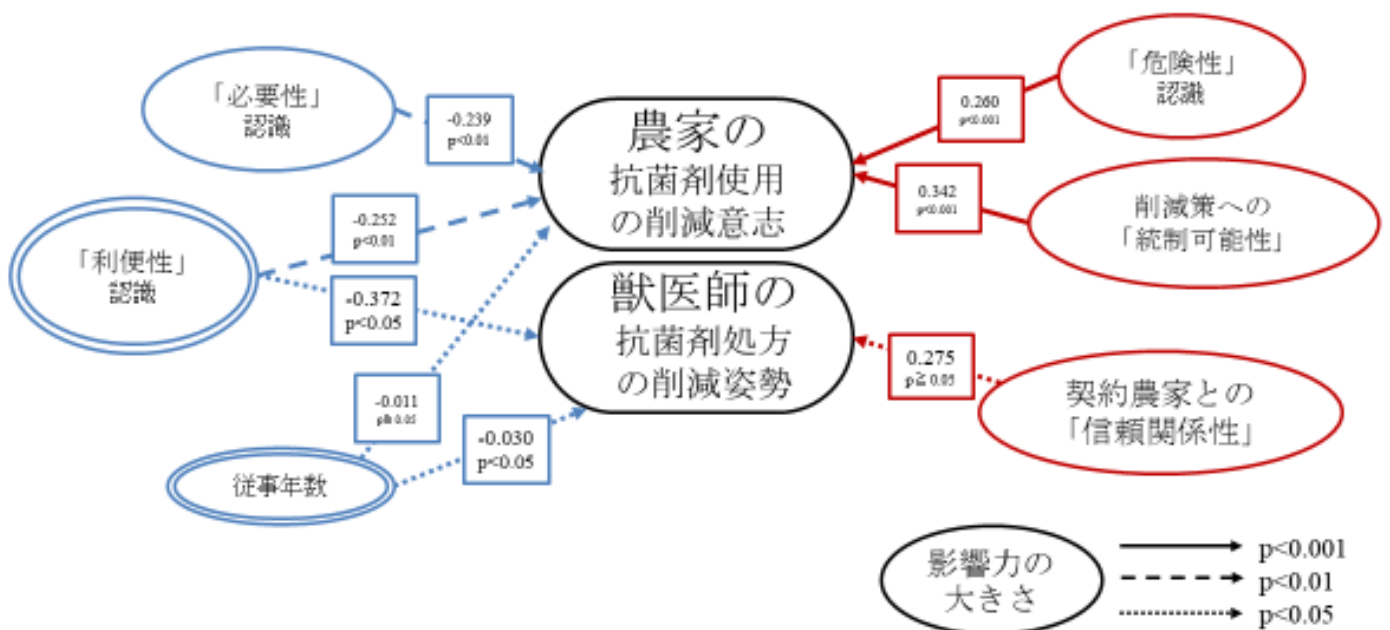 「必要性」
認識
-0.239
p<0.01
「利便性」
認識
-0.252
p<0.01
-0.372
p<0.05
従事年数
-0.011
-0.030
p<0.05
農家の
抗菌剤使用
の削減意志
獣医師の
抗菌剤処方
の削減姿勢
「危険性」
認識
0.260
p<0.001
削減策への
「統制可能性」
0.342
p<0.001
契約農家との
「信頼関係性」
0.275
p≧0.05
影響力の
大きさ
p<0.001
p<0.01
p<0.05